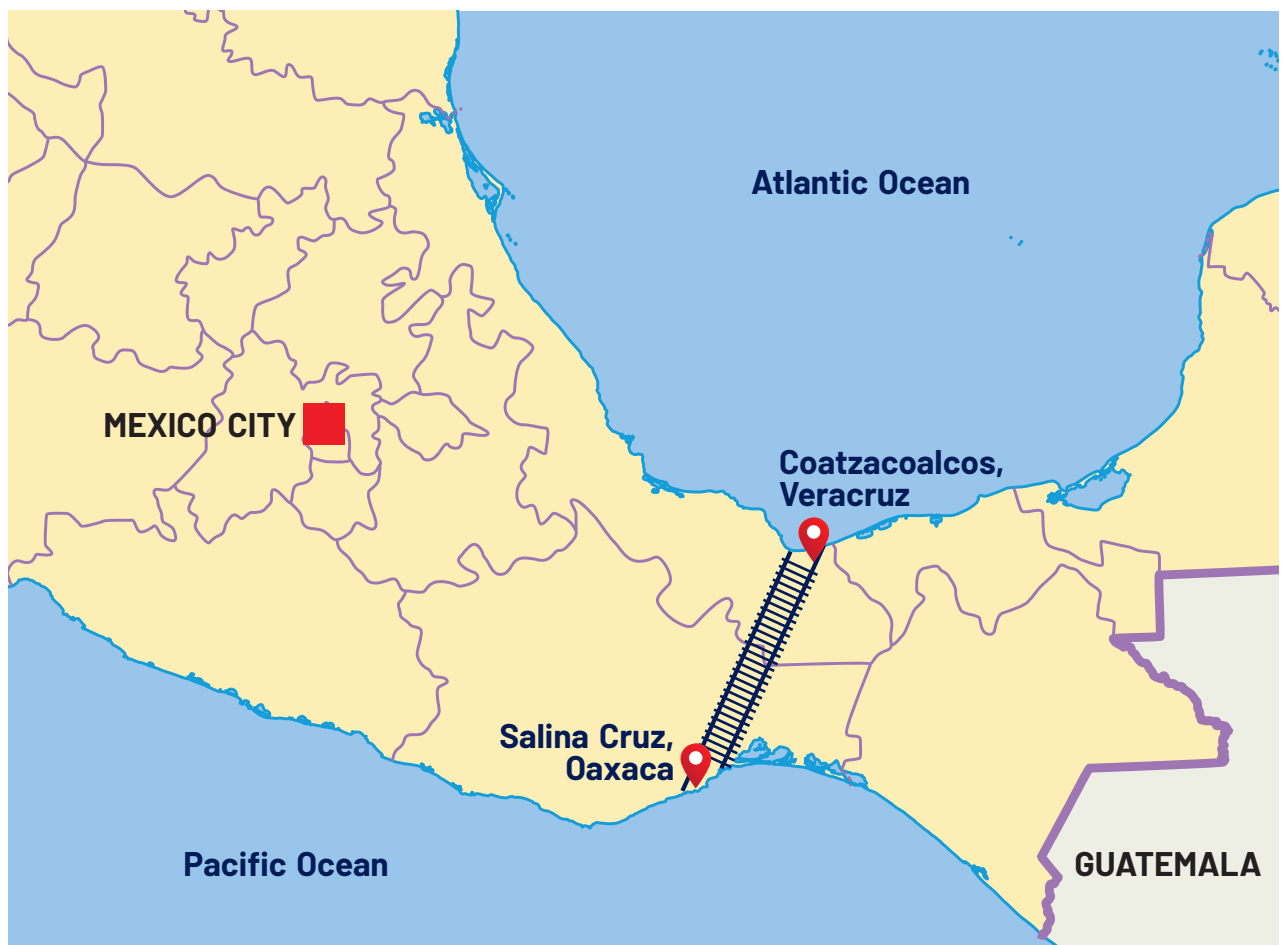 Atlantic Ocean
MEXICO CITY
Coatzacoalcos,
Veracruz
Salina Cruz,
Oaxaca
Pacific Ocean
GUATEMALA